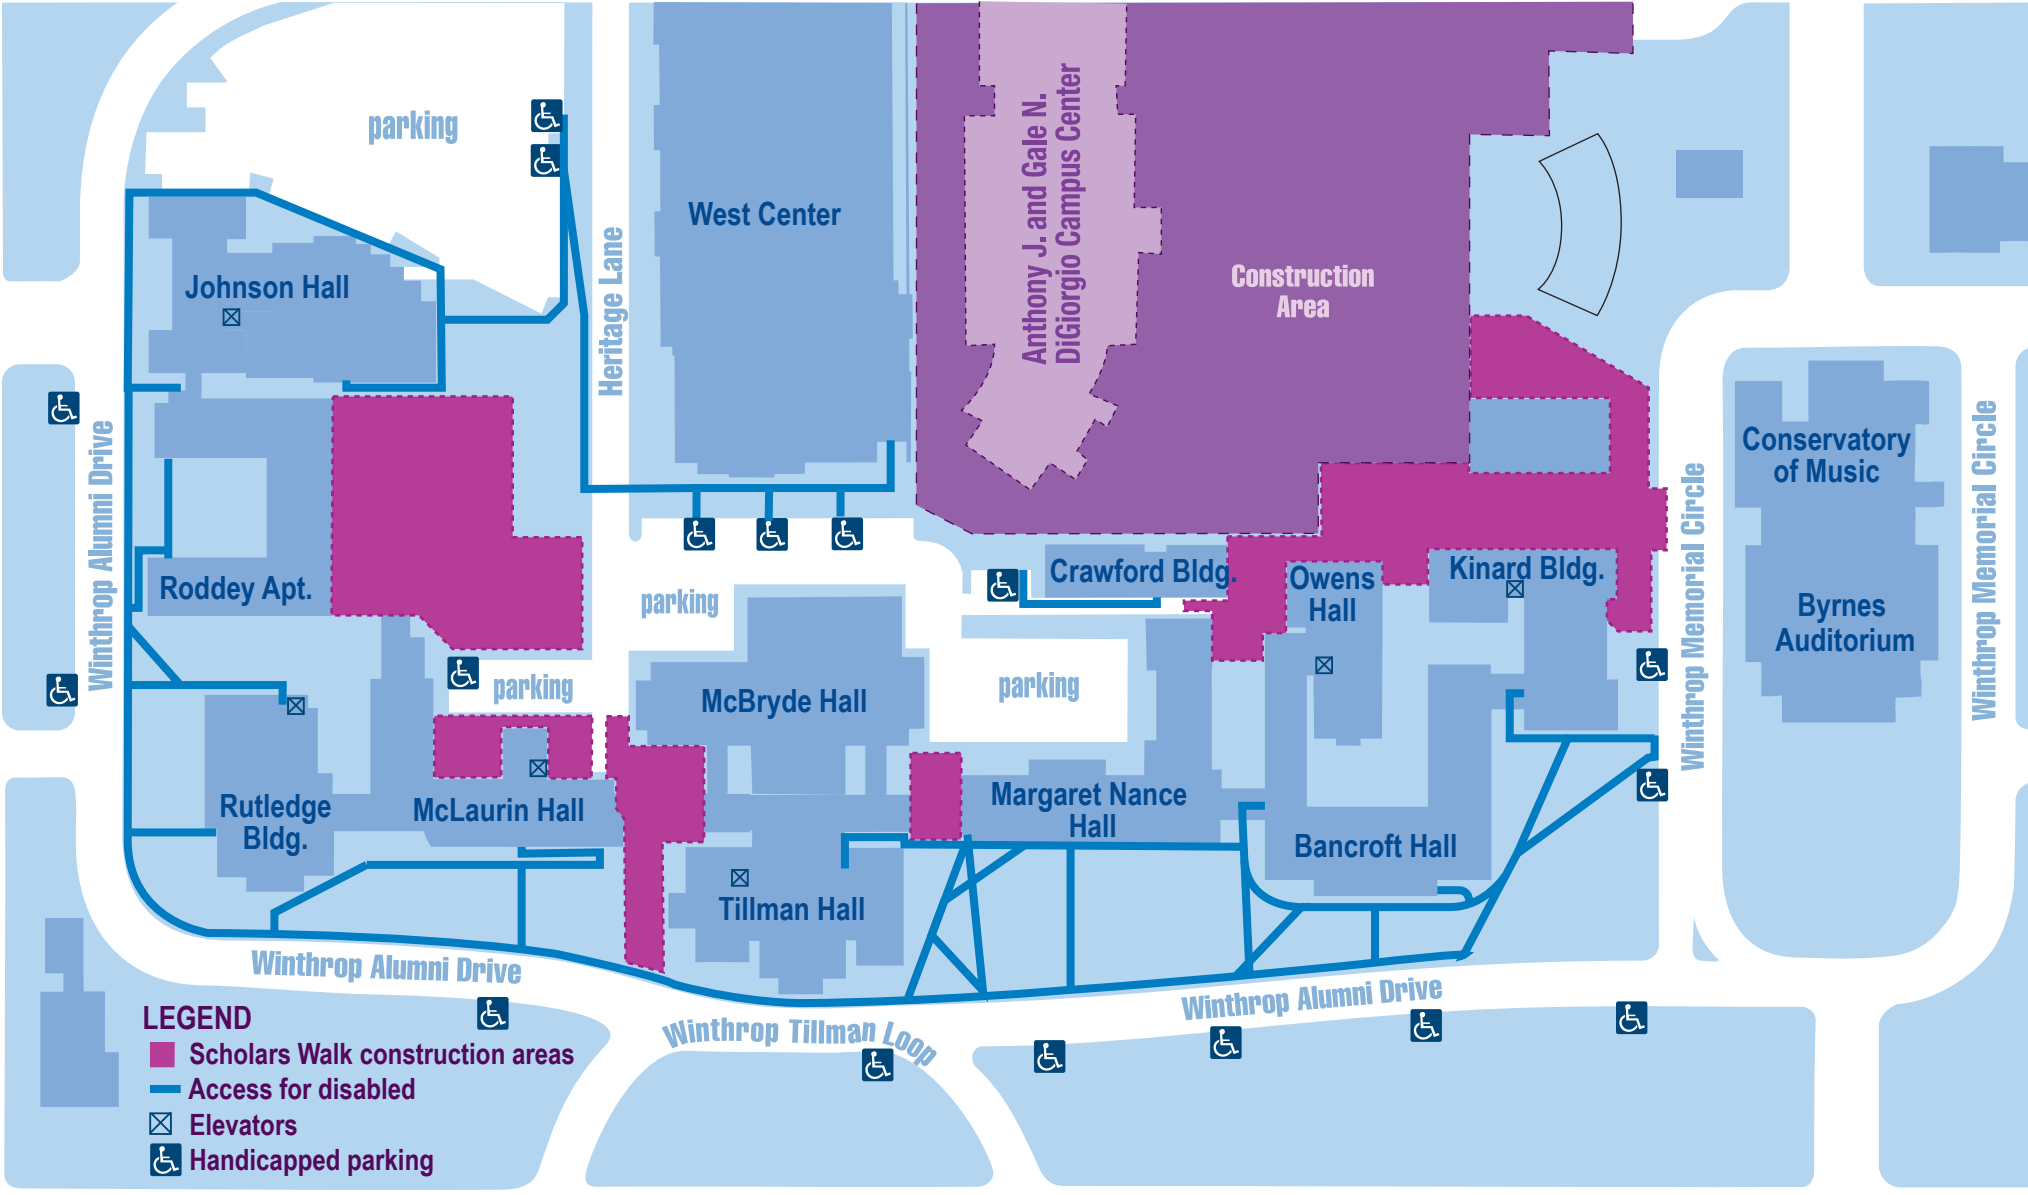 parking
West Center
Anthony J. and Gale N.
DiGiorgio Campus Center
Construction
Area
Johnson Hall
Heritage Lane
Winthrop Alumni Drive
Conservatory
of Music
Winthrop Memorial Circle
Winthrop Memorial Circle
Roddey Apt.
parking
Crawford Bldg.
Owens
Hall
Kinard Bldg.
Byrnes
Auditorium
parking
McBryde Hall
parking
Rutledge
Bldg.
McLaurin Hall
Margaret Nance
Hall
Bancroft Hall
Tillman Hall
Winthrop Alumni Drive
Winthrop Tillman Loop
Winthrop Alumni Drive
LEGEND
Scholars Walk construction areas
Access for disabled
Elevators
Handicapped parking